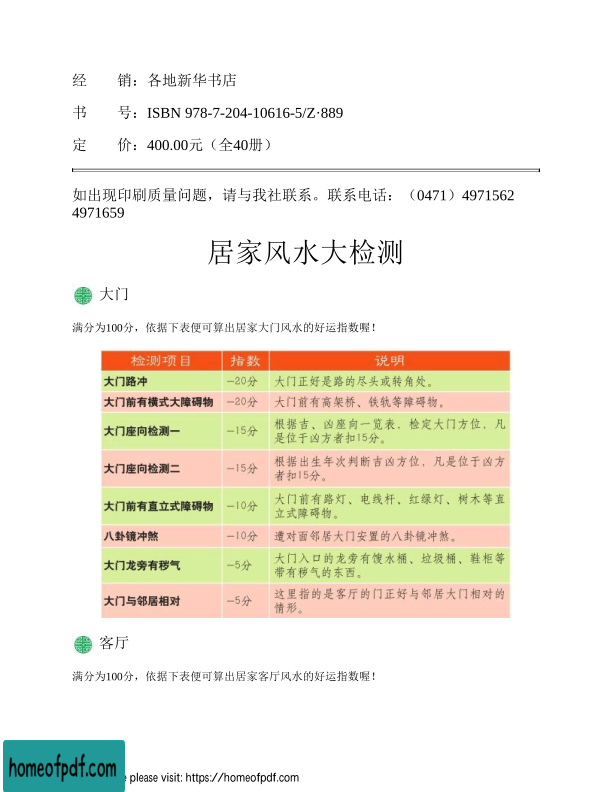 经　　销：各地新华书店
书　　号：ISBN 978-7-204-10616-5/Z·889
定　　价：400.00元（全40册）
如出现印刷质量问题，请与我社联系。联系电话：（0471）4971562
4971659
居家风水大检测
大门
满分为100分，依据下表便可算出居家大门风水的好运指数喔！
检测项目 指数 说明
大门路冲 －20分 大门正好是路的尽头或转角处。
大门前有横式大障碍物 －20分 大门前有高架桥、铁轨等障碍物。
大门座向检测一 －15分 根据吉、凶座向一览表，检定大门方位，凡
是位于凶方者扣15分。
大门座向检测二 －15分 根据出生年次判断吉凶方位，凡是位于凶方
者扣15分。
大门前有直立式障碍物 －10分 大门前有路灯、电线杆、红绿灯、树木等直
立式障碍物。
八卦镜冲煞 －10分 遭对面邻居大门安置的八卦镜冲煞。
大门龙旁有秽气 －5分 大门入口的龙旁有馊水桶、垃圾桶、鞋柜等
带有秽气的东西。
大门与邻居相对 －5分 这里指的是客厅的门正好与邻居大门相对的
情形。
客厅
满分为100分，依据下表便可算出居家客厅风水的好运指数喔！
homeofpdf.com
please visit: https://homeofpdf.com